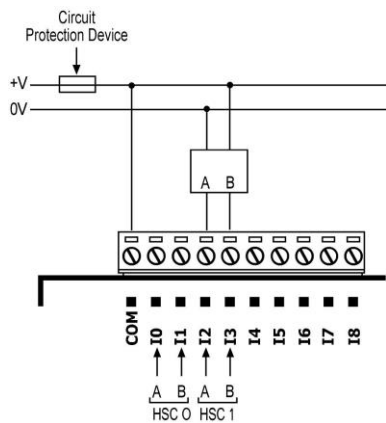 Circuit
Protection Device
+V
0V
A B
COM I0 I1 I2 I3 I4 I5 I6 I7 I8
A B A B
HSC 0 HSC 1